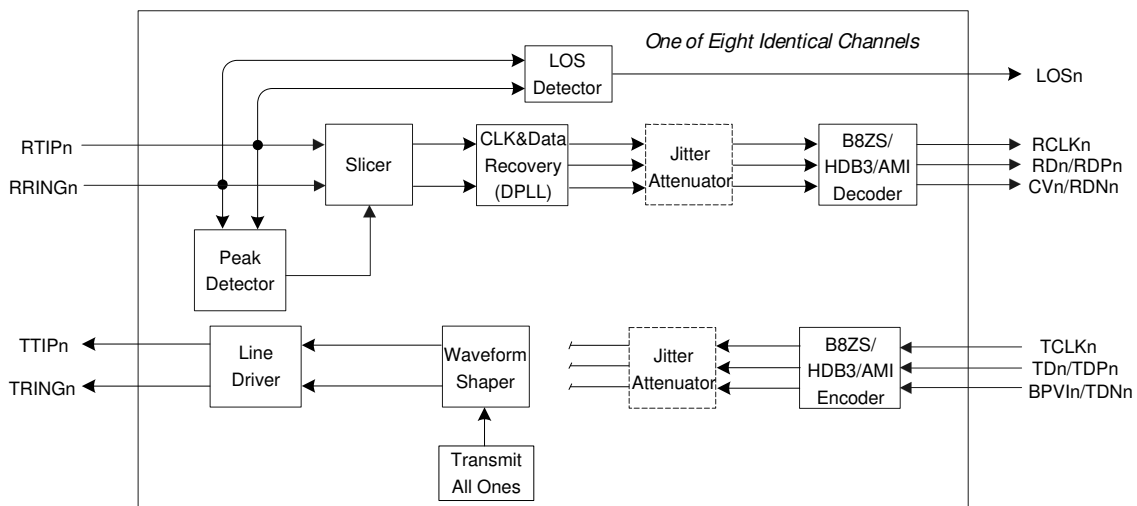 One of Eight Identical Channels
LOS
Detector
LOSn
RTIPn
RRINGn
Slicer
CLK&Data
Recovery
(DPLL)
Jitter
Attenuator
B8ZS/
HDB3/AMI
Decoder
RCLKn
RDn/RDPn
CVn/RDNn
Peak
Detector
TTIPn
TRINGn
Line
Driver
Waveform
Shaper
Jitter
Attenuator
B8ZS/
HDB3/AMI
Encoder
TCLKn
TDn/TDPn
BPVIn/TDNn
Transmit
All Ones